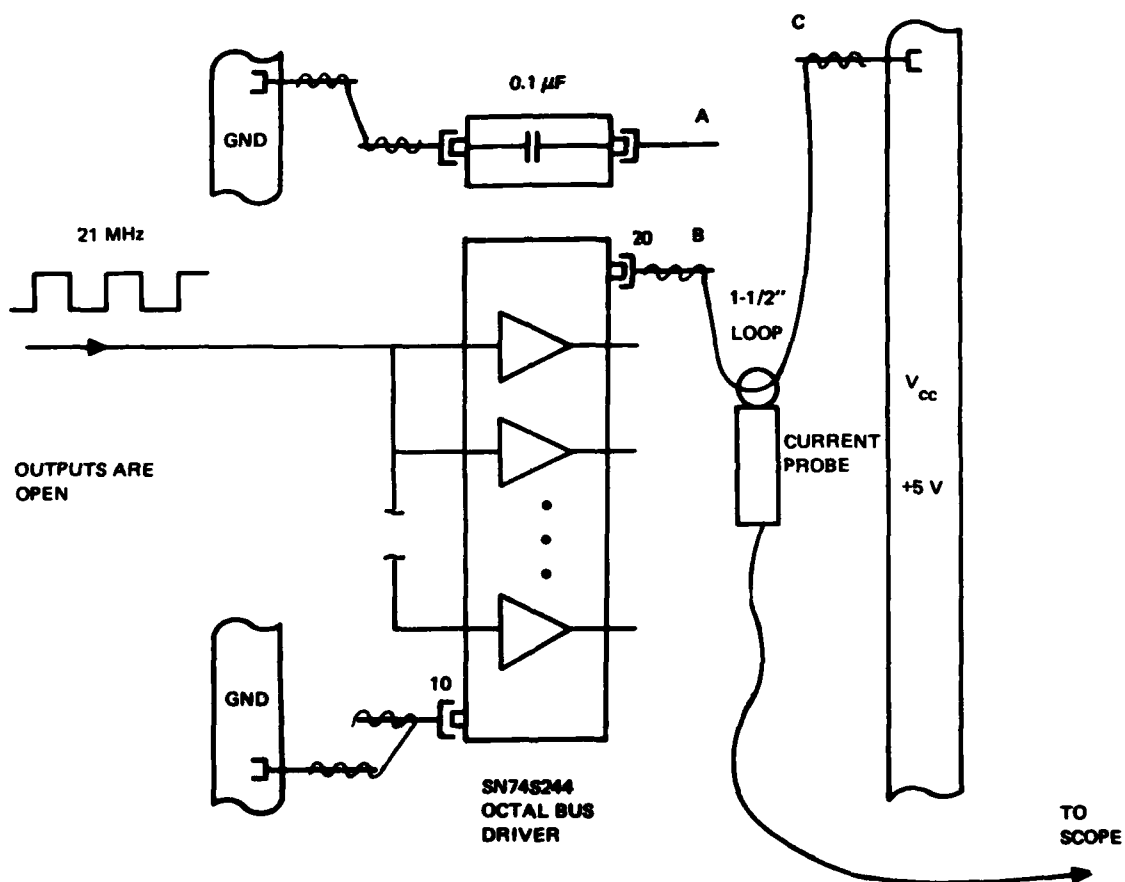 C
0.1 μF
A
GND
21 MHz
20
B
1-1/2"
LOOP
Vcc
CURRENT
PROBE
+5 V
OUTPUTS ARE
OPEN
10
GND
SN74S244
OCTAL BUS
DRIVER
TO
SCOPE